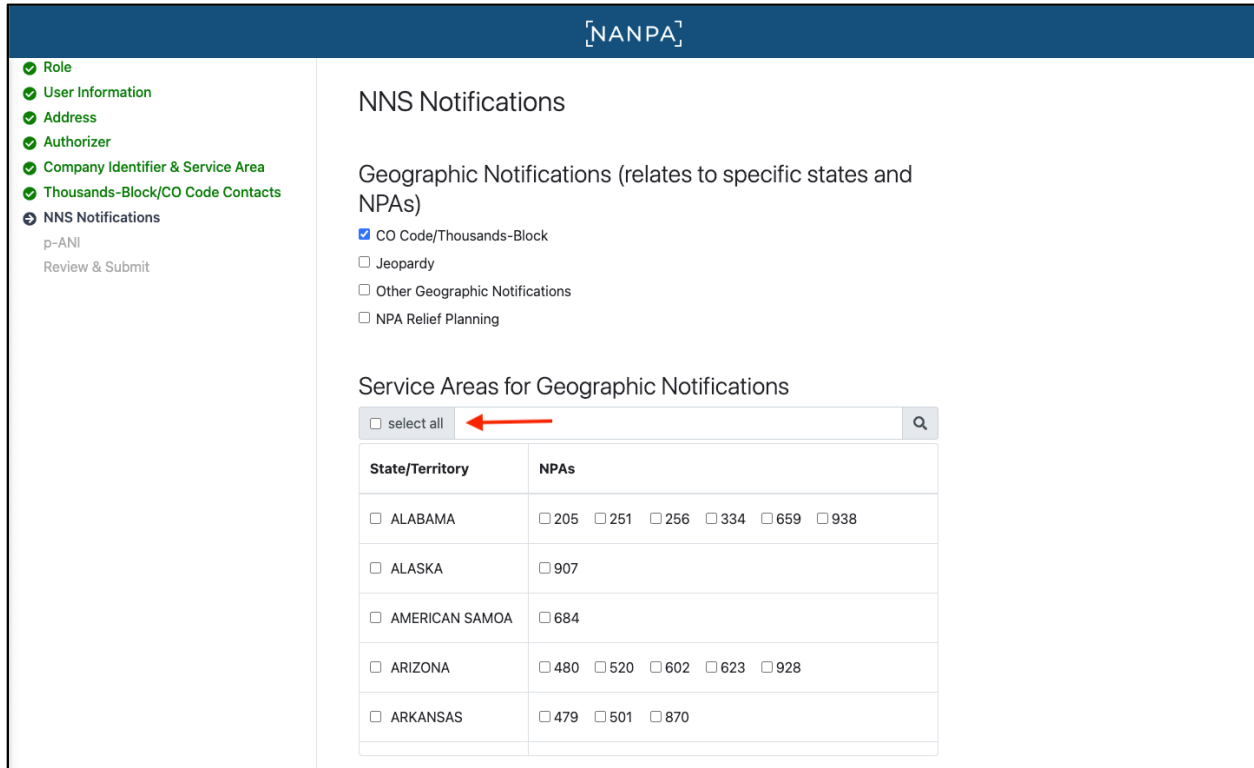 NANPA
Role
User Information
Address
Authorizer
Company Identifier & Service Area
Thousands-Block/CO Code Contacts
NNS Notifications
p-ANI
Review & Submit
NNS Notifications
Geographic Notifications (relates to specific states and
NPAs)
CO Code/Thousands-Block
Jeopardy
Other Geographic Notifications
NPA Relief Planning
Service Areas for Geographic Notifications
select all
State/Territory NPAs
ALABAMA 205 251 256 334 659 938
ALASKA 907
AMERICAN SAMOA 684
ARIZONA 480 520 602 623 928
ARKANSAS 479 501 870